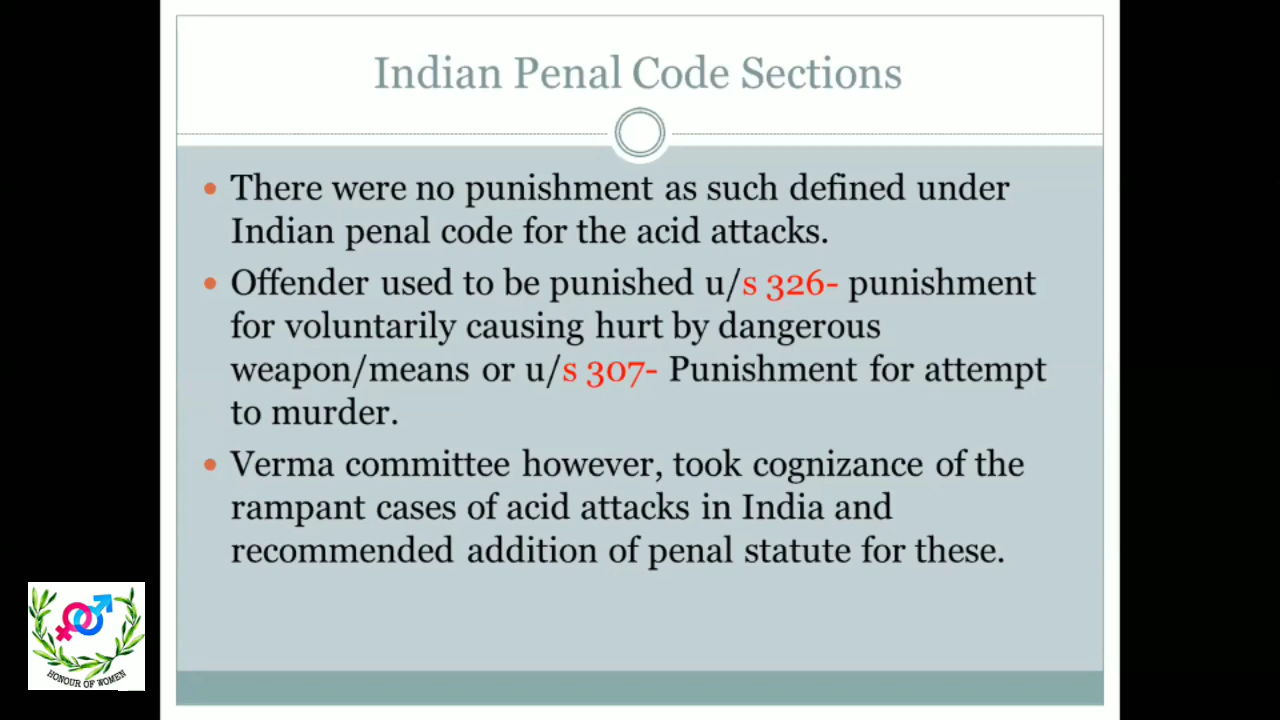 Indian Penal Code Sections
• There were no punishment as such defined under
Indian penal code for the acid attacks.
• Offender used to be punished u/s 326- punishment
for voluntarily causing hurt by dangerous
weapon/means or u/s 307- Punishment for attempt
to murder.
• Verma committee however, took cognizance of the
rampant cases of acid attacks in India and
recommended addition of penal statute for these.
HONOUR OF WOMEN